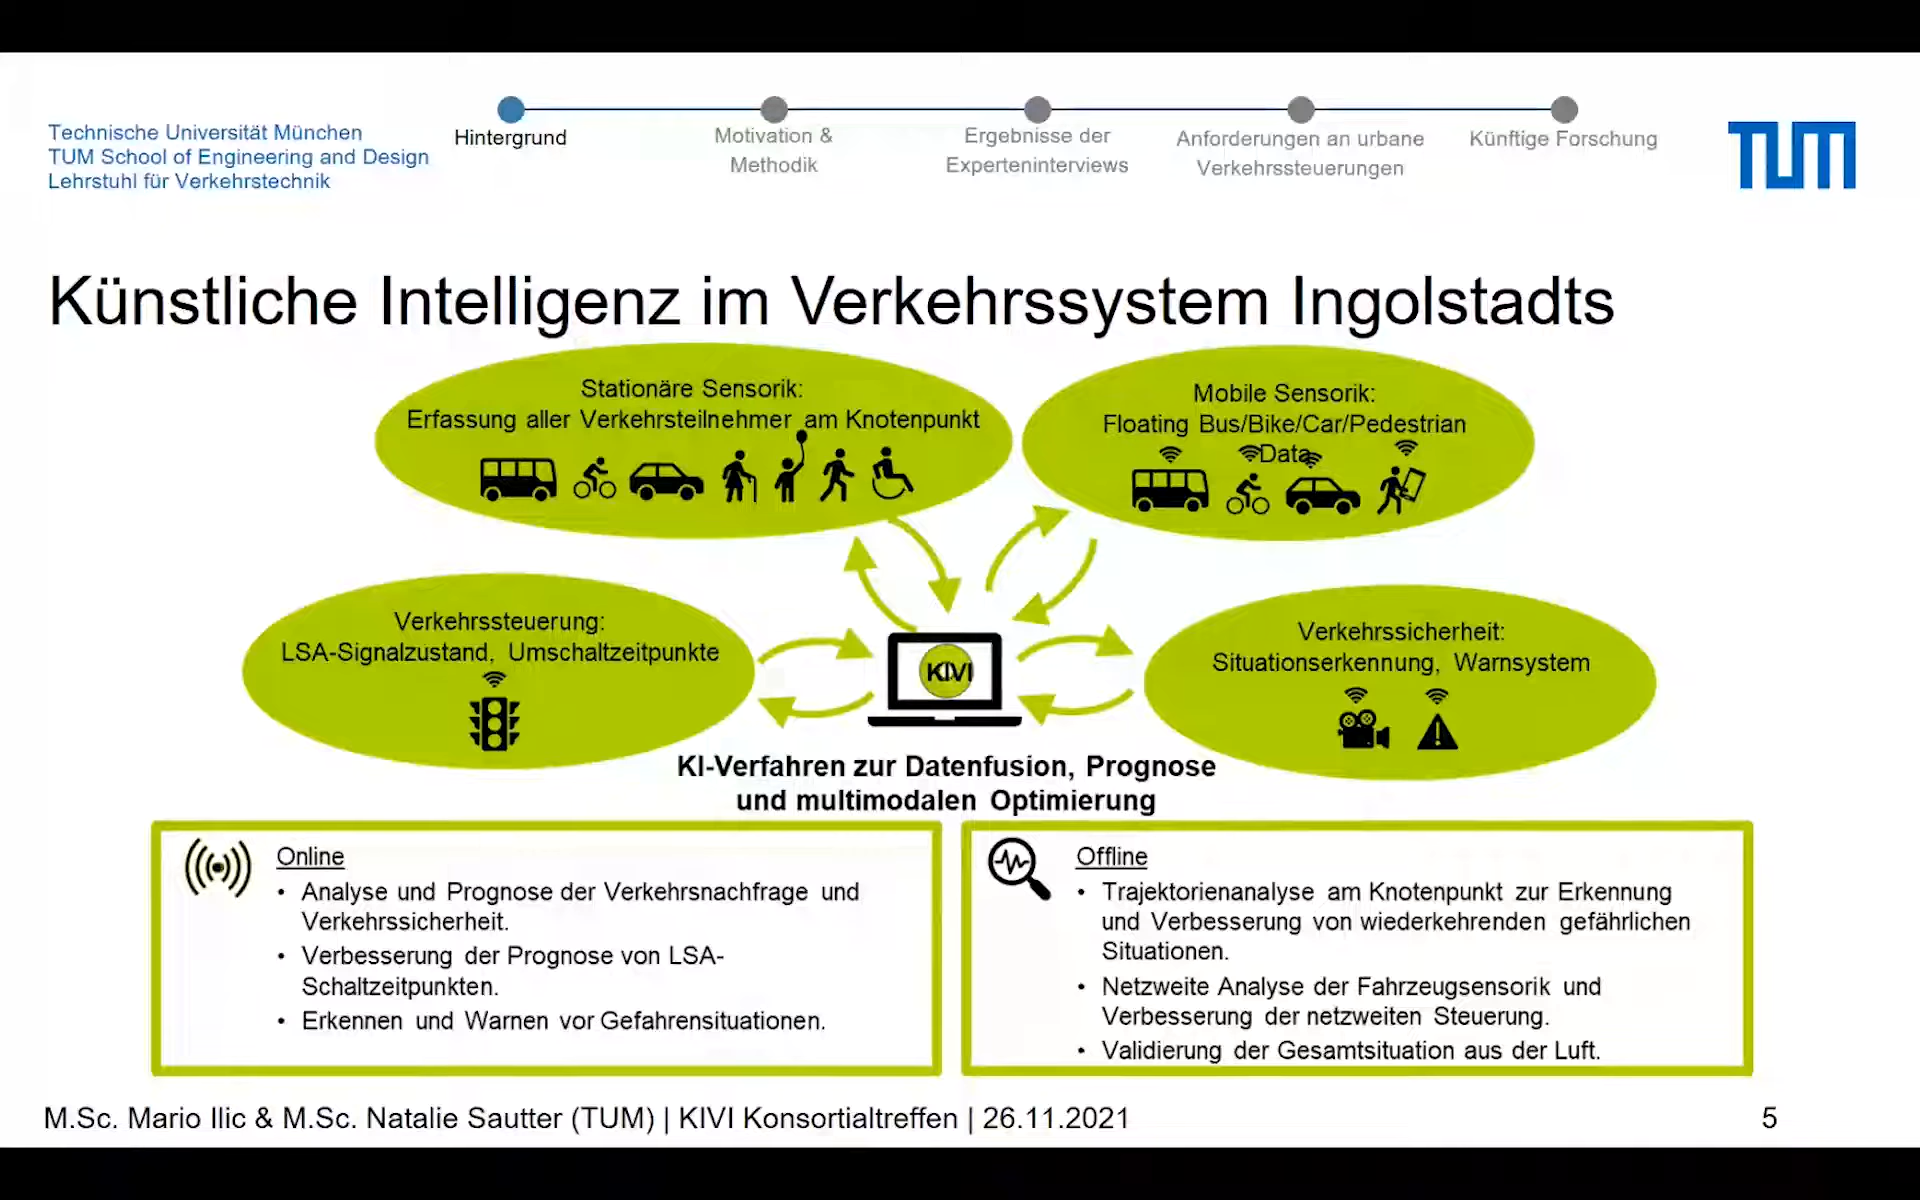 Technische Universität München
TUM School of Engineering and Design
Lehrstuhl für Verkehrstechnik
Hintergrund
Motivation &
Methodik
Ergebnisse der
Experteninterviews
Anforderungen an urbane
Verkehrssteuerungen
Künftige Forschung
TUM
Künstliche Intelligenz im Verkehrssystem Ingolstadts
Stationäre Sensorik:
Erfassung aller Verkehrsteilnehmer am Knotenpunkt
Mobile Sensorik:
Floating Bus/Bike/Car/Pedestrian
Data
Verkehrssteuerung:
LSA-Signalzustand, Umschaltzeitpunkte
KIVI
Verkehrssicherheit:
Situationserkennung, Warnsystem
KI-Verfahren zur Datenfusion, Prognose
und multimodalen Optimierung
Online
• Analyse und Prognose der Verkehrsnachfrage und
Verkehrssicherheit.
• Verbesserung der Prognose von LSA-
Schaltzeitpunkten.
• Erkennen und Warnen vor Gefahrensituationen.
Offline
• Trajektorienanalyse am Knotenpunkt zur Erkennung
und Verbesserung von wiederkehrenden gefährlichen
Situationen.
• Netzweite Analyse der Fahrzeugsensorik und
Verbesserung der netzweiten Steuerung.
• Validierung der Gesamtsituation aus der Luft.
M.Sc. Mario Ilic & M.Sc. Natalie Sautter (TUM) | KIVI Konsortialtreffen | 26.11.2021
5